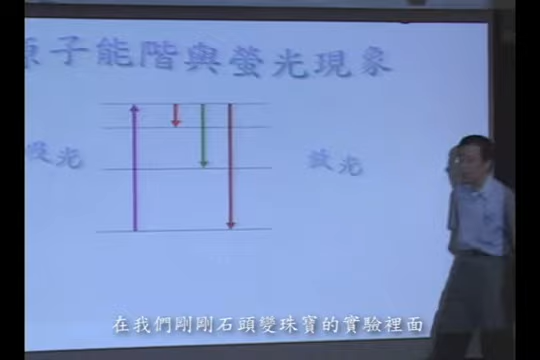 原子能階與螢光現象
吸光
放光
在我們剛剛石頭變珠寶的實驗裡面